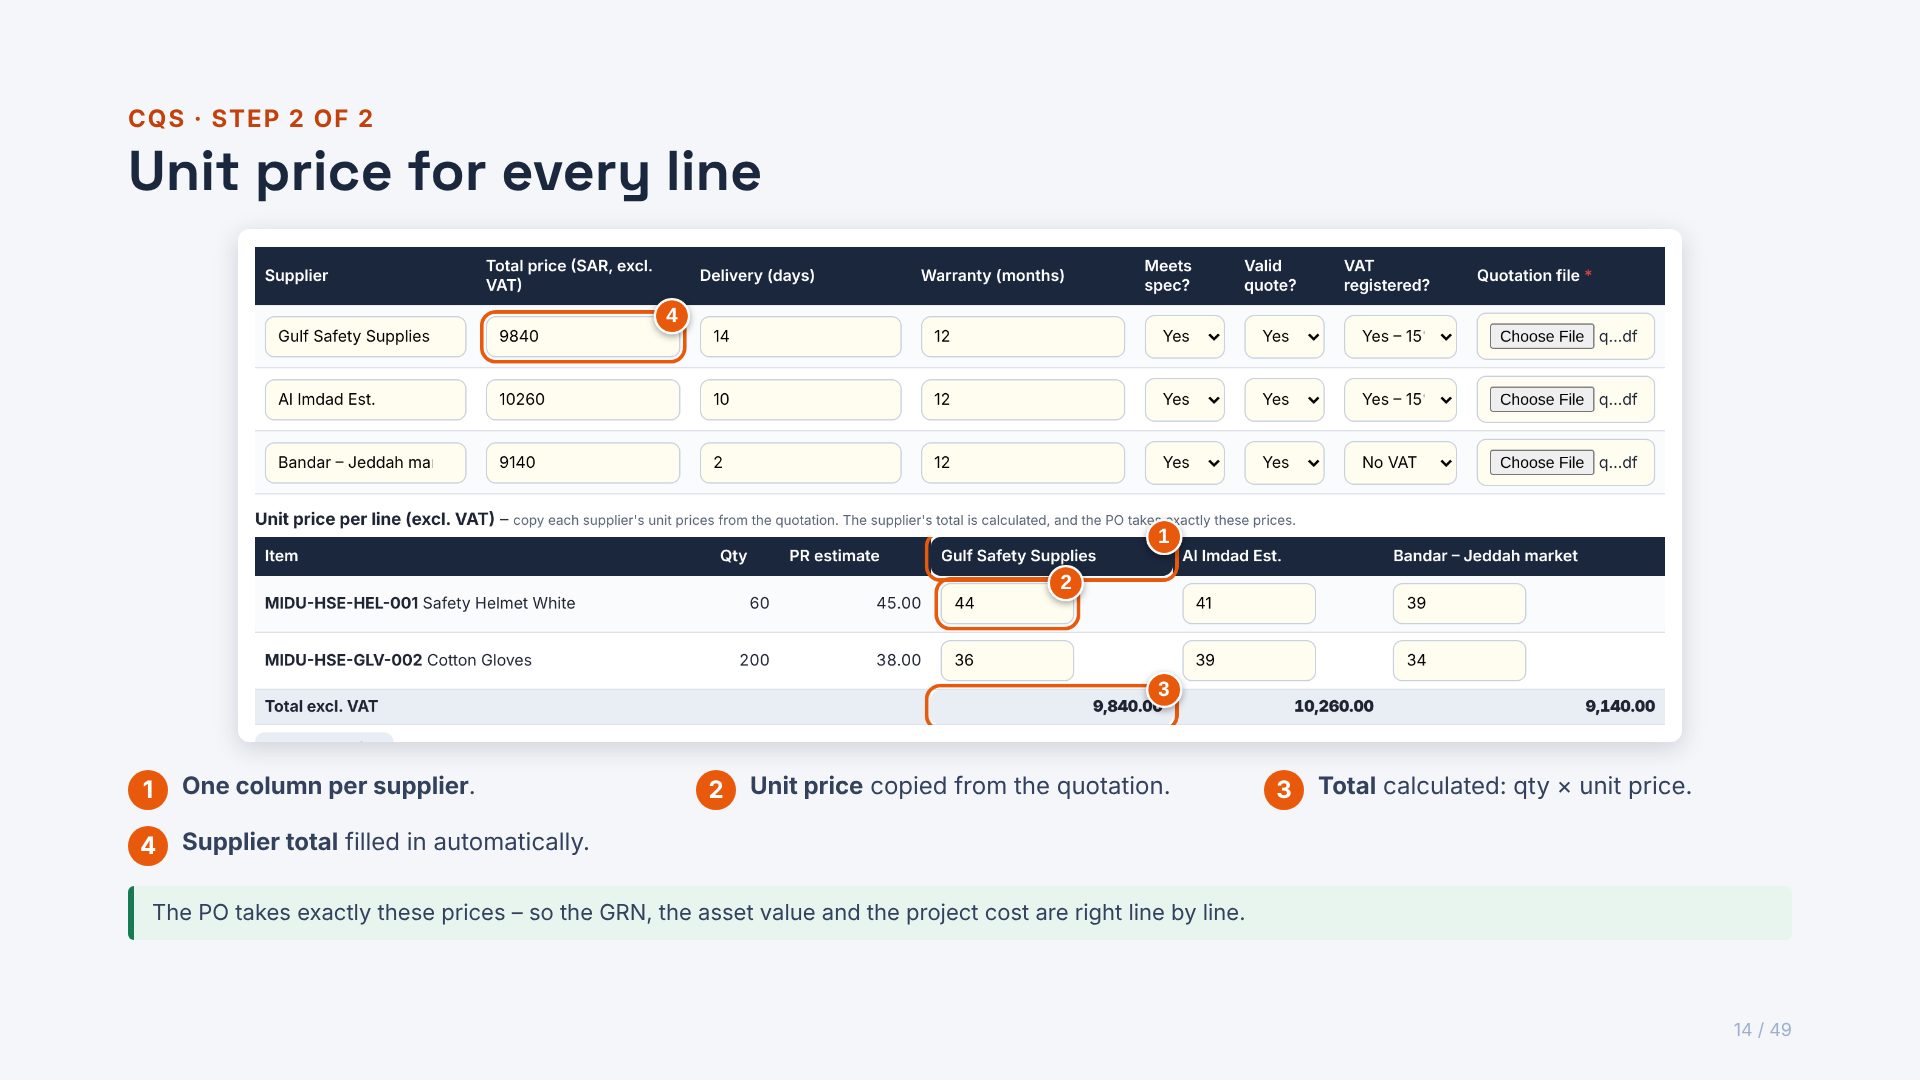 CQS · STEP 2 OF 2
Unit price for every line
Supplier Total price (SAR, excl. VAT) Delivery (days) Warranty (months) Meets spec? Valid quote? VAT registered? Quotation file *
Gulf Safety Supplies 9840 4 14 12 Yes Yes Yes – 15 Choose File q...df
Al Imdad Est. 10260 10 12 Yes Yes Yes – 15 Choose File q...df
Bandar – Jeddah mar 9140 2 12 Yes Yes No VAT Choose File q...df
Unit price per line (excl. VAT) – copy each supplier's unit prices from the quotation. The supplier's total is calculated, and the PO takes exactly these prices.
Item Qty PR estimate Gulf Safety Supplies 1 Al Imdad Est. Bandar – Jeddah market
MIDU-HSE-HEL-001 Safety Helmet White 60 45.00 44 2 41 39
MIDU-HSE-GLV-002 Cotton Gloves 200 38.00 36 39 34
Total excl. VAT 9,840.00 3 10,260.00 9,140.00
1 One column per supplier.
2 Unit price copied from the quotation.
3 Total calculated: qty × unit price.
4 Supplier total filled in automatically.
The PO takes exactly these prices – so the GRN, the asset value and the project cost are right line by line.
14 / 49